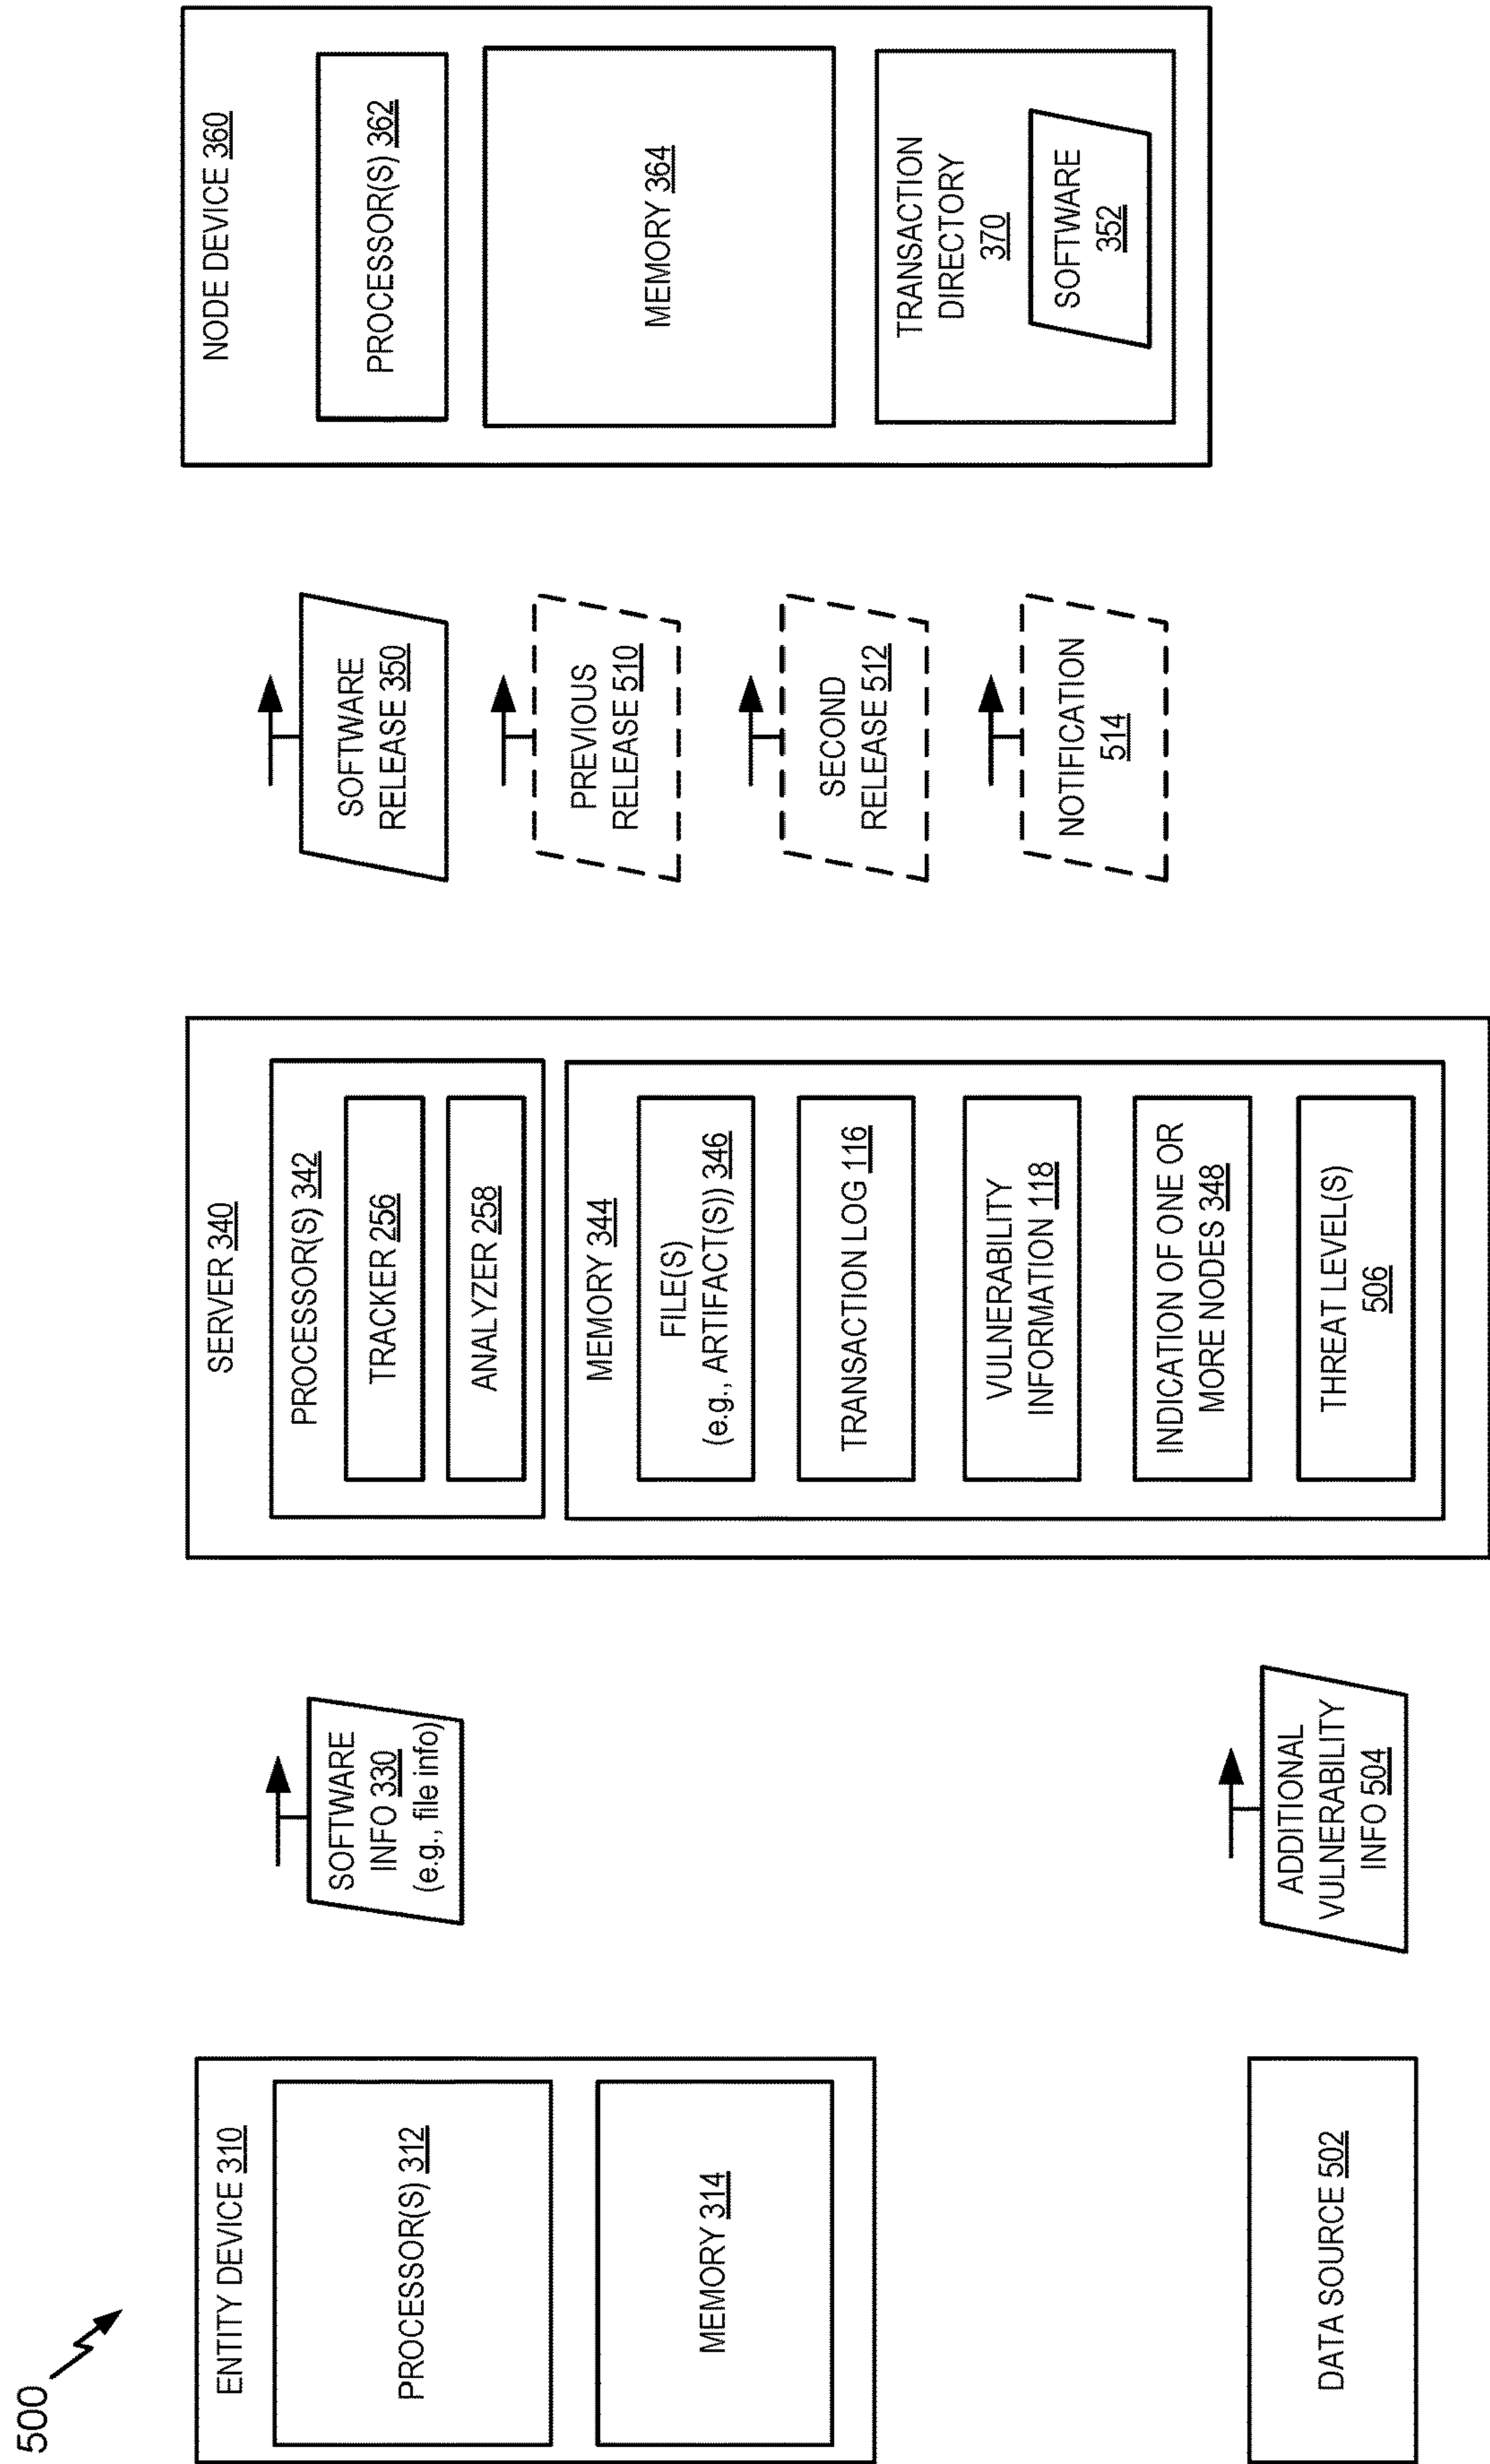 500
ENTITY DEVICE 310
PROCESSOR(S) 312
MEMORY 314
DATA SOURCE 502
SOFTWARE
INFO 330
(e.g., file info)
ADDITIONAL
VULNERABILITY
INFO 504
SERVER 340
PROCESSOR(S) 342
TRACKER 256
ANALYZER 258
MEMORY 344
FILE(S)
(e.g., ARTIFACT(S)) 346
TRANSACTION LOG 116
VULNERABILITY
INFORMATION 118
INDICATION OF ONE OR
MORE NODES 348
THREAT LEVEL(S)
506
SOFTWARE
RELEASE 350
PREVIOUS
RELEASE 510
SECOND
RELEASE 512
NOTIFICATION
514
NODE DEVICE 360
PROCESSOR(S) 362
MEMORY 364
TRANSACTION
DIRECTORY
370
SOFTWARE
352